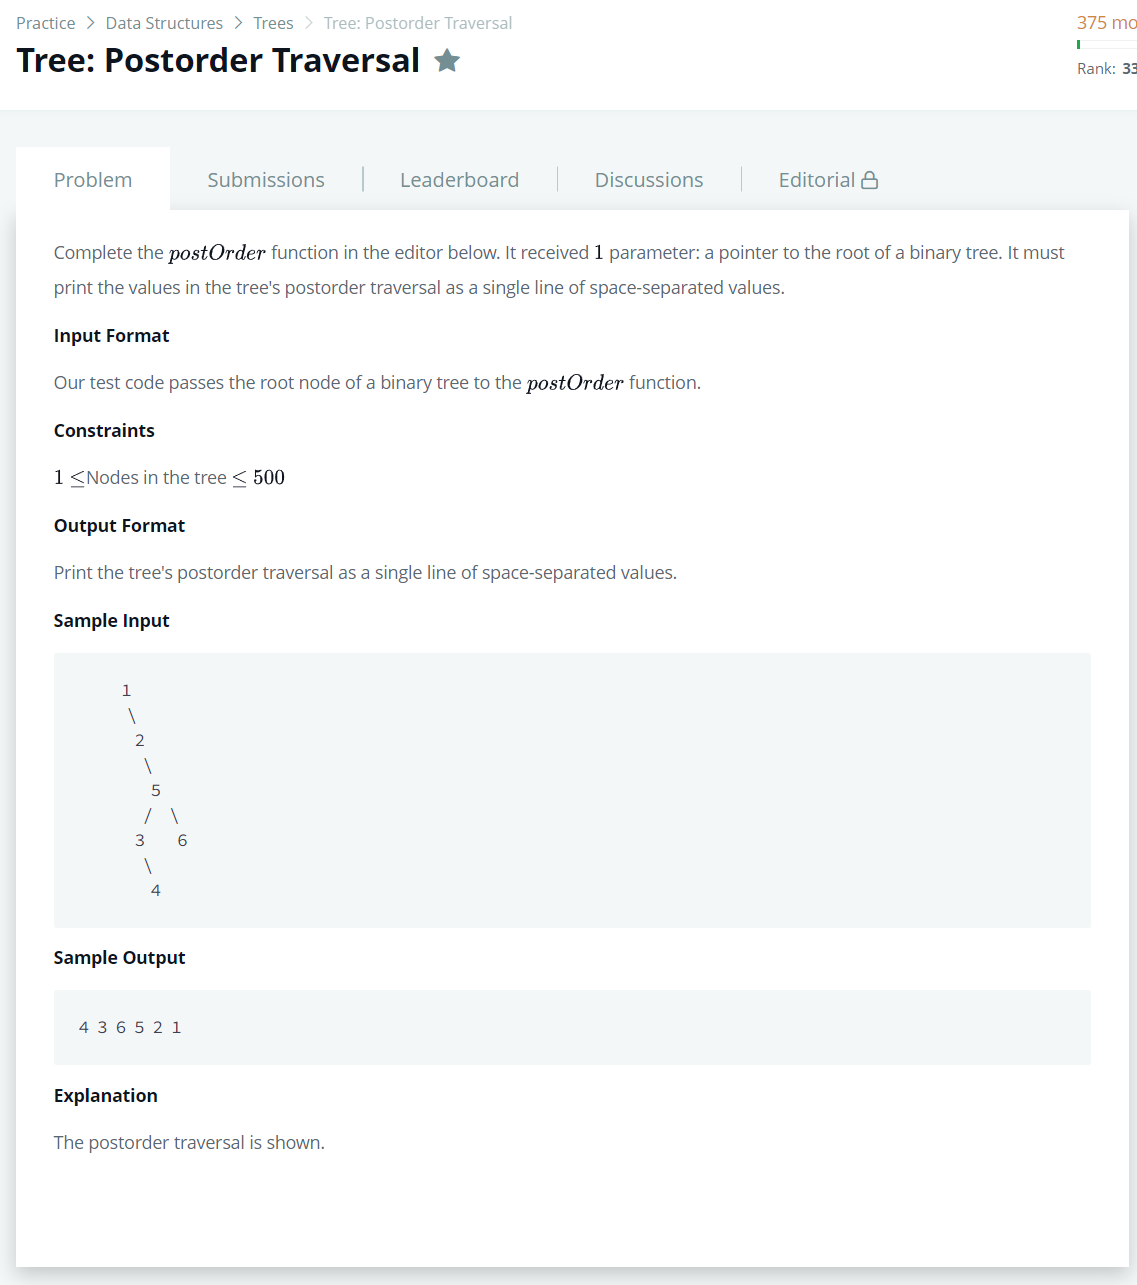 Practice > Data Structures > Trees > Tree: Postorder Traversal
375 mo
Tree: Postorder Traversal
Rank: 33
Problem
Submissions
Leaderboard
Discussions
Editorial
Complete the postOrder function in the editor below. It received 1 parameter: a pointer to the root of a binary tree. It must
print the values in the tree's postorder traversal as a single line of space-separated values.
Input Format
Our test code passes the root node of a binary tree to the postOrder function.
Constraints
1 ≤Nodes in the tree ≤ 500
Output Format
Print the tree's postorder traversal as a single line of space-separated values.
Sample Input
1
\
2
\
5
/ \
3 6
\
4
Sample Output
4 3 6 5 2 1
Explanation
The postorder traversal is shown.